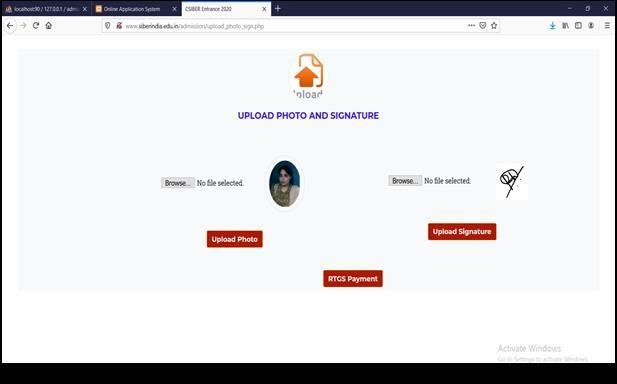 localhost:90 / 127.0.0.1 / admis
Online Application System
CSIBER Entrance 2020
www.siberindia.edu.in/admission/upload_photo_sign.php
Upload
UPLOAD PHOTO AND SIGNATURE
Browse... No file selected.
Browse... No file selected.
Upload Photo
Upload Signature
RTGS Payment
Activate Windows
Go to Settings to activate Windows.